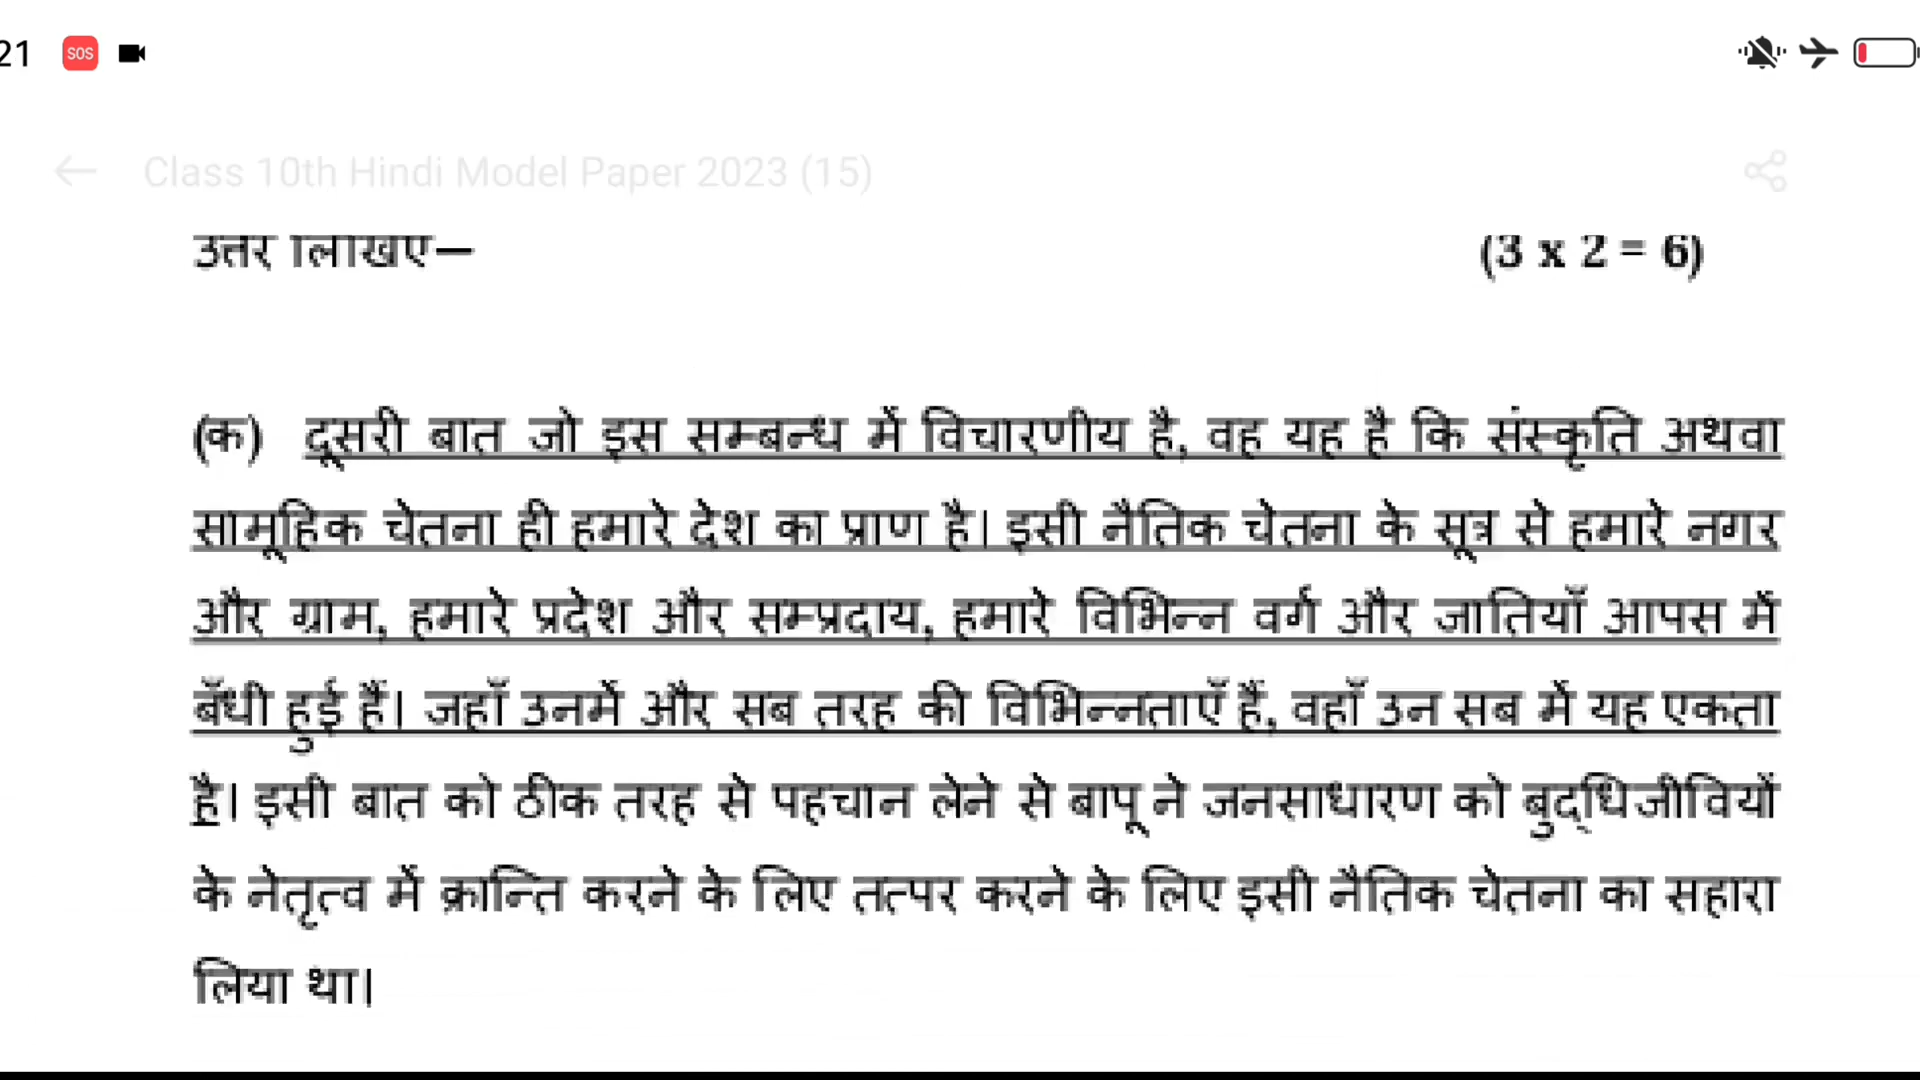 21 SOS
Class 10th Hindi Model Paper 2023 (15)
उत्तर लिखिए— (3 x 2 = 6)
(क) दूसरी बात जो इस सम्बन्ध में विचारणीय है, वह यह है कि संस्कृति अथवा
सामूहिक चेतना ही हमारे देश का प्राण है। इसी नैतिक चेतना के सूत्र से हमारे नगर
और ग्राम, हमारे प्रदेश और सम्प्रदाय, हमारे विभिन्न वर्ग और जातियाँ आपस में
बँधी हुई हैं। जहाँ उनमें और सब तरह की विभिन्नताएँ हैं, वहाँ उन सब में यह एकता
है। इसी बात को ठीक तरह से पहचान लेने से बापू ने जनसाधारण को बुद्धिजीवियों
के नेतृत्व में क्रान्ति करने के लिए तत्पर करने के लिए इसी नैतिक चेतना का सहारा
लिया था।